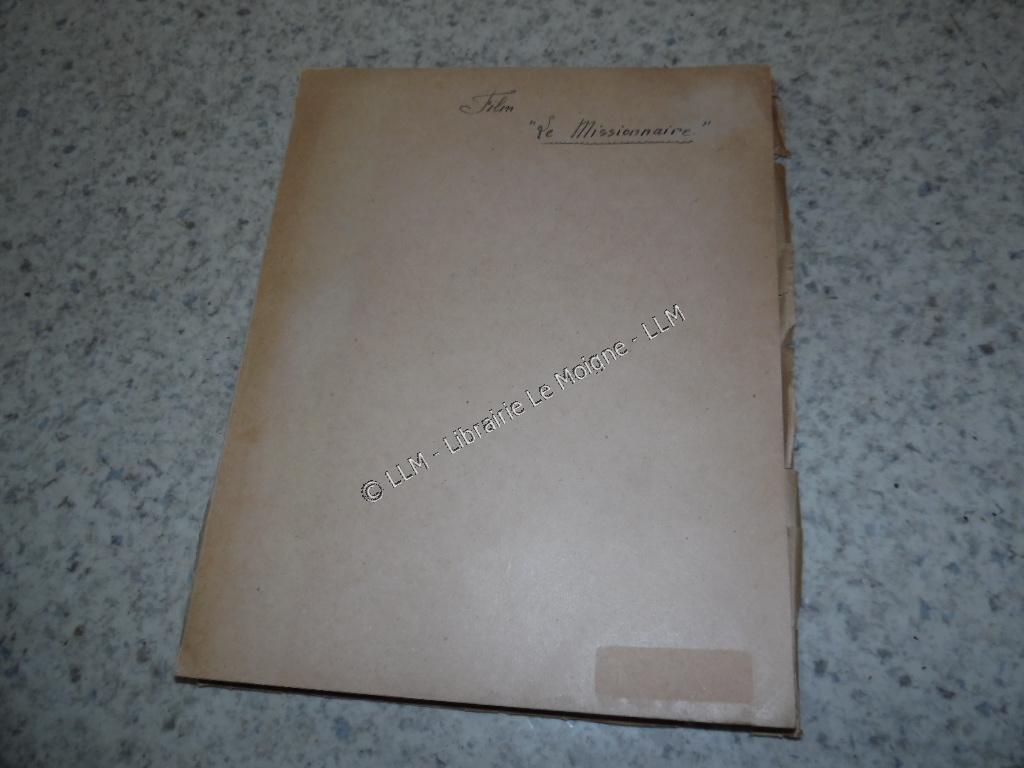 Film
"Le Missionnaire"
© LLM - Librairie Le Moigne - LLM